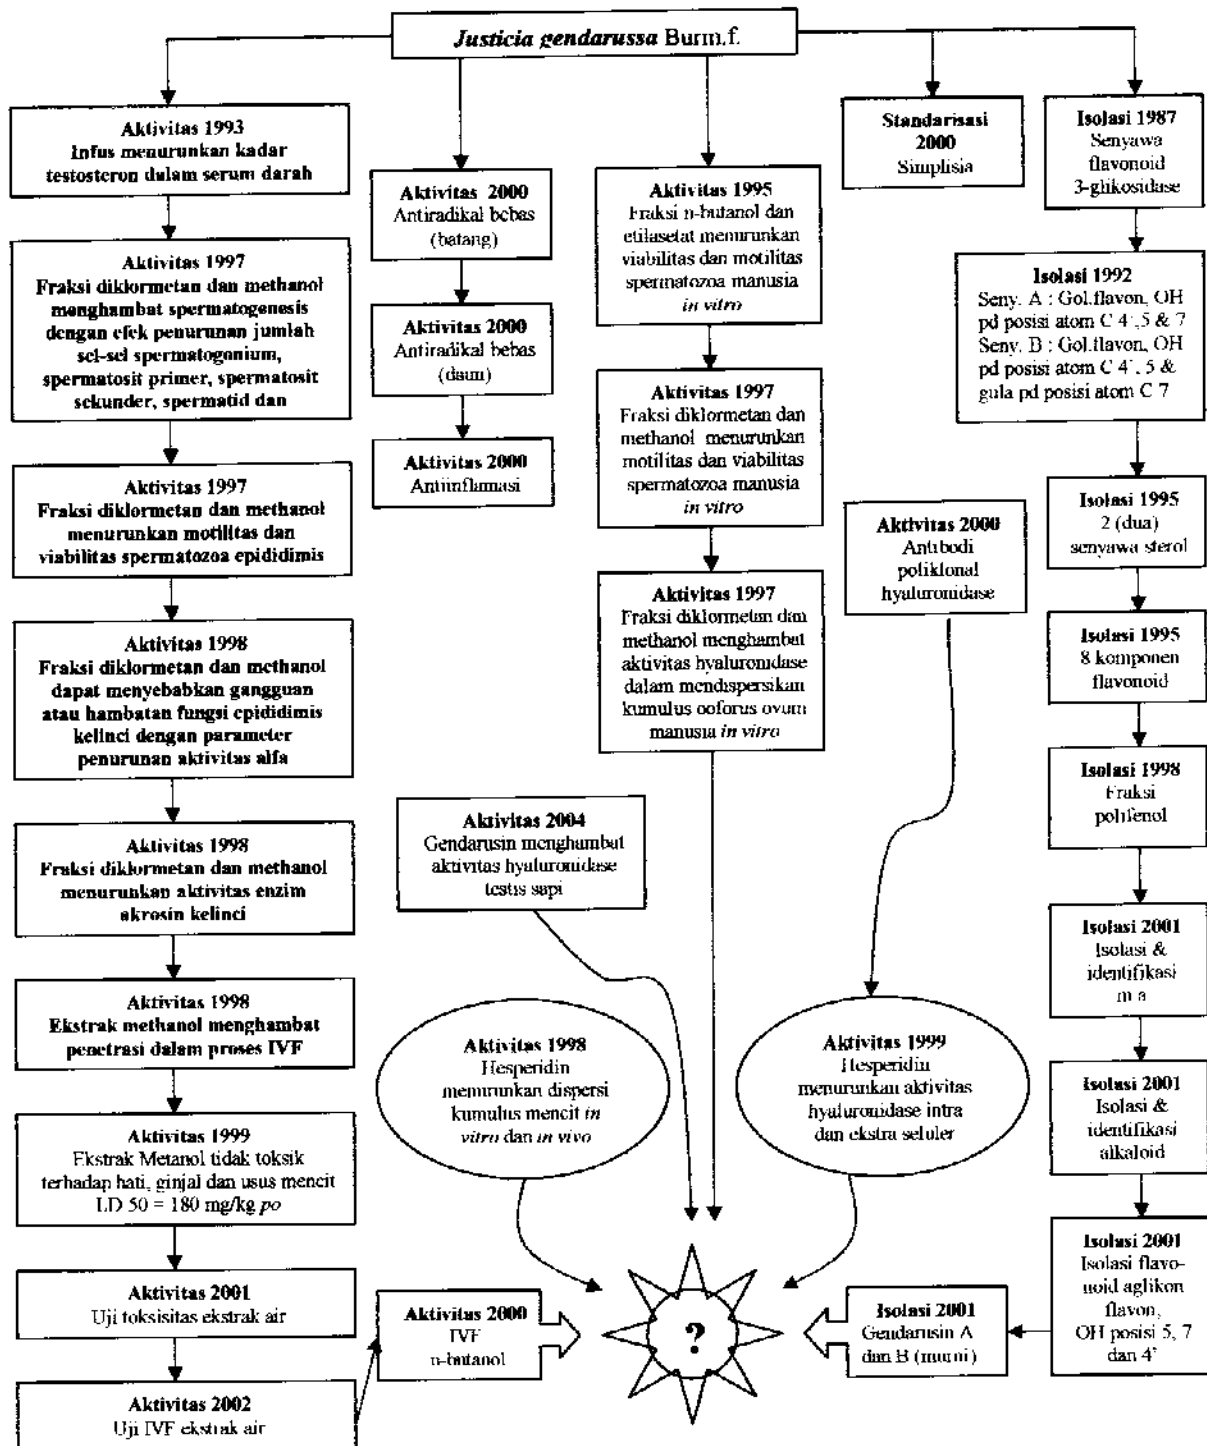 Justicia gendarussa Burm.f.
Aktivitas 1993
Infus menurunkan kadar
testosteron dalam serum darah
Aktivitas 1997
Fraksi diklormetan dan methanol
menghambat spermatogenesis
dengan efek penurunan jumlah
sel-sel spermatogonium,
spermatosit primer, spermatosit
sekunder, spermatid dan
Aktivitas 1997
Fraksi diklormetan dan methanol
menurunkan motilitas dan
viabilitas spermatozoa epididimis
Aktivitas 1998
Fraksi diklormetan dan methanol
dapat menyebabkan gangguan
atau hambatan fungsi epididimis
kelinci dengan parameter
penurunan aktivitas alfa
Aktivitas 1998
Fraksi diklormetan dan methanol
menurunkan aktivitas enzim
akrosin kelinci
Aktivitas 1998
Ekstrak methanol menghambat
penetrasi dalam proses IVF
Aktivitas 1999
Ekstrak Metanol tidak toksik
terhadap hati, ginjal dan usus mencit
LD 50 = 180 mg/kg po
Aktivitas 2001
Uji toksisitas ekstrak air
Aktivitas 2002
Uji IVF ekstrak air
Aktivitas 2000
Antiradikal bebas
(batang)
Aktivitas 2000
Antiradikal bebas
(daun)
Aktivitas 2000
Antiinflamasi
Aktivitas 1995
Fraksi n-butanol dan
etilasetat menurunkan
viabilitas dan motilitas
spermatozoa manusia
in vitro
Aktivitas 1997
Fraksi diklormetan dan
methanol menurunkan
motilitas dan viabilitas
spermatozoa manusia
in vitro
Aktivitas 1997
Fraksi diklormetan dan
methanol menghambat
aktivitas hyaluronidase
dalam mendispersikan
kumulus ooforus ovum
manusia in vitro
Aktivitas 2004
Gendarusin menghambat
aktivitas hyaluronidase
testis sapi
Aktivitas 1998
Hesperidin
menurunkan dispersi
kumulus mencit in
vitro dan in vivo
Aktivitas 2000
IVF
n-butanol
?
Standarisasi
2000
Simplisia
Aktivitas 2000
Antibodi
poliklonal
hyaluronidase
Aktivitas 1999
Hesperidin
menurunkan aktivitas
hyaluronidase intra
dan ekstra seluler
Isolasi 1987
Senyawa
flavonoid
3-glikosidase
Isolasi 1992
Seny. A : Gol.flavon, OH
pd posisi atom C 4',5 & 7
Seny. B : Gol.flavon, OH
pd posisi atom C 4', 5 &
gula pd posisi atom C 7
Isolasi 1995
2 (dua)
senyawa sterol
Isolasi 1995
8 komponen
flavonoid
Isolasi 1998
Fraksi
polifenol
Isolasi 2001
Isolasi &
identifikasi
Isolasi 2001
Isolasi &
identifikasi
alkaloid
Isolasi 2001
Isolasi flavo-
noid aglikon
flavon,
OH posisi 5, 7
dan 4'
Isolasi 2001
Gendarusin A
dan B (murni)